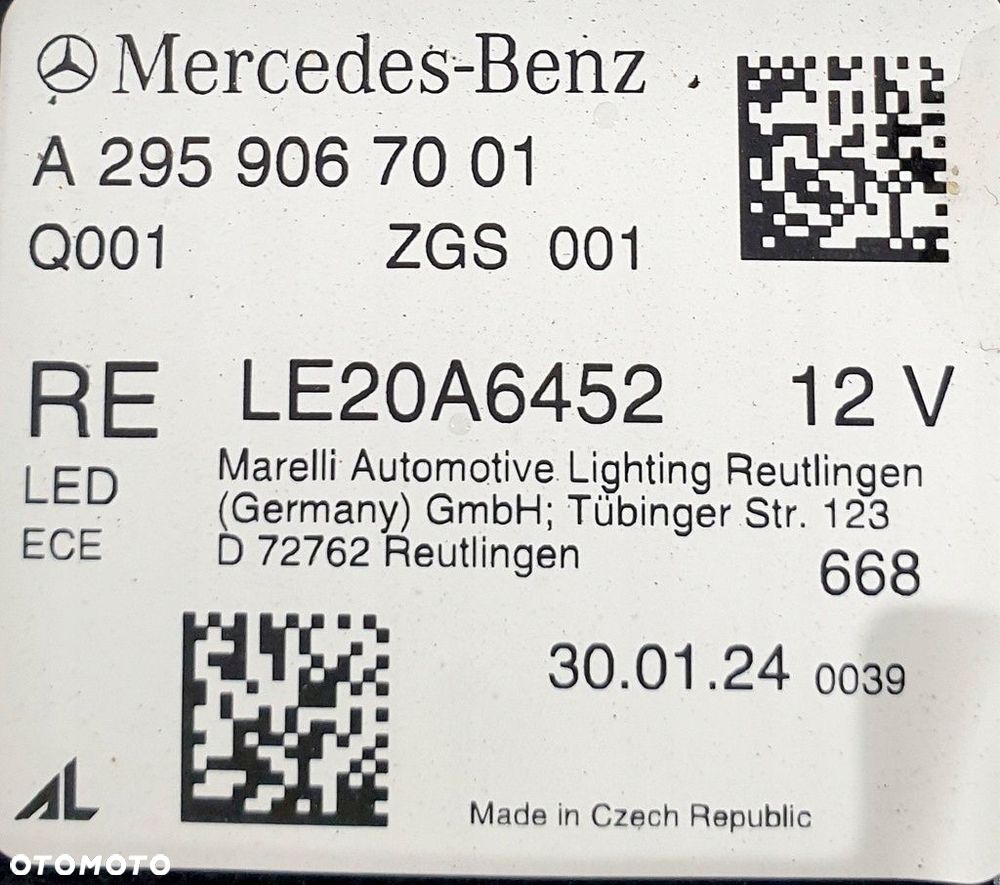 Mercedes-Benz
A 295 906 70 01
Q001 ZGS 001
RE LE20A6452 12 V
LED
ECE
Marelli Automotive Lighting Reutlingen
(Germany) GmbH; Tübinger Str. 123
D 72762 Reutlingen
668
30.01.24 0039
AL
Made in Czech Republic
OTOMOTO